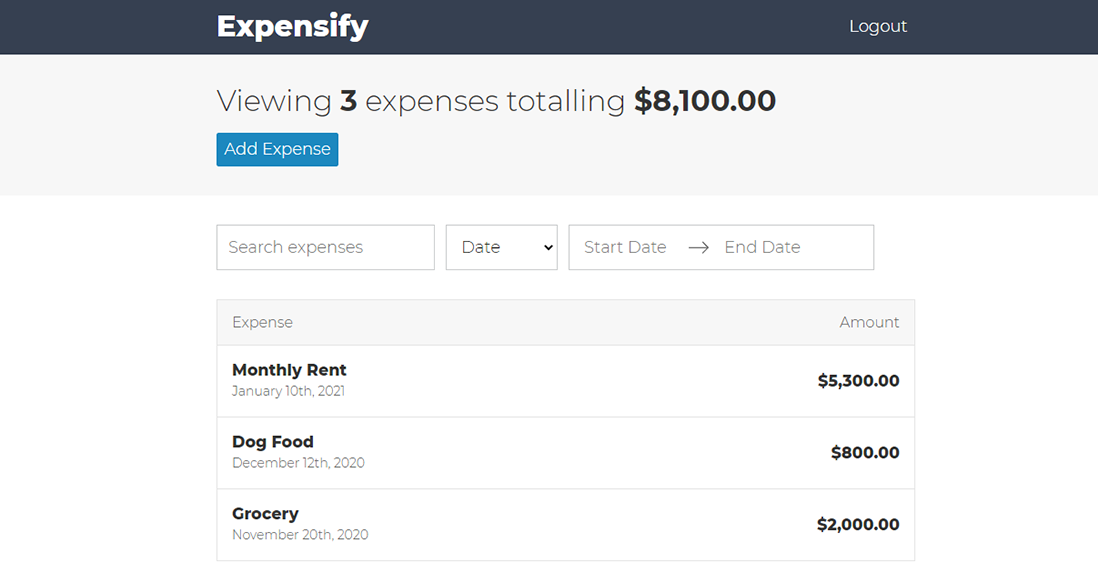 Expensify
Logout
Viewing 3 expenses totalling $8,100.00
Add Expense
Search expenses
Date
Start Date → End Date
Expense Amount
Monthly Rent
January 10th, 2021
$5,300.00
Dog Food
December 12th, 2020
$800.00
Grocery
November 20th, 2020
$2,000.00